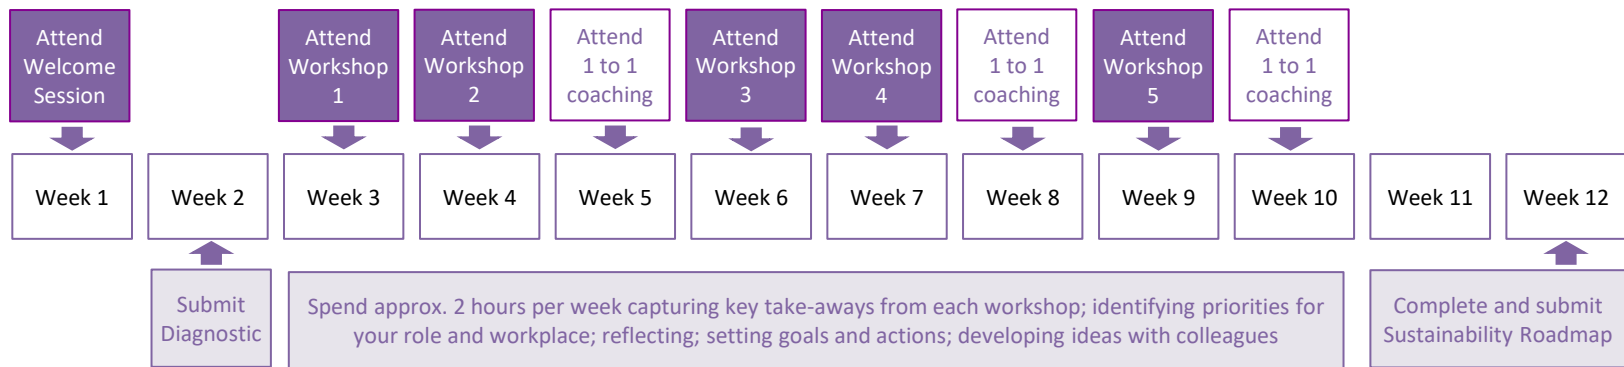 Attend
Welcome
Session
Attend
Workshop
1
Attend
Workshop
2
Attend
1 to 1
coaching
Attend
Workshop
3
Attend
Workshop
4
Attend
1 to 1
coaching
Attend
Workshop
5
Attend
1 to 1
coaching
Week 1
Week 2
Week 3
Week 4
Week 5
Week 6
Week 7
Week 8
Week 9
Week 10
Week 11
Week 12
Submit
Diagnostic
Spend approx. 2 hours per week capturing key take-aways from each workshop; identifying priorities for
your role and workplace; reflecting; setting goals and actions; developing ideas with colleagues
Complete and submit
Sustainability Roadmap